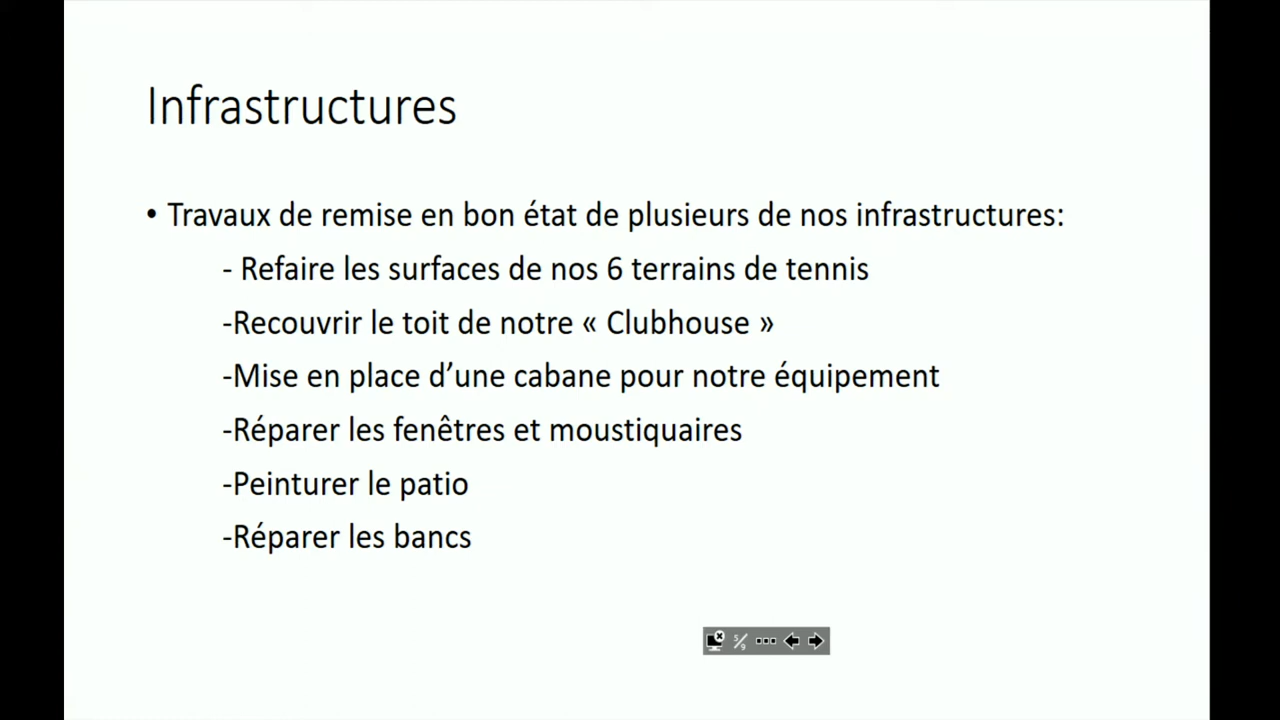 Infrastructures
• Travaux de remise en bon état de plusieurs de nos infrastructures:
- Refaire les surfaces de nos 6 terrains de tennis
-Recouvrir le toit de notre « Clubhouse »
-Mise en place d’une cabane pour notre équipement
-Réparer les fenêtres et moustiquaires
-Peinturer le patio
-Réparer les bancs
5/9